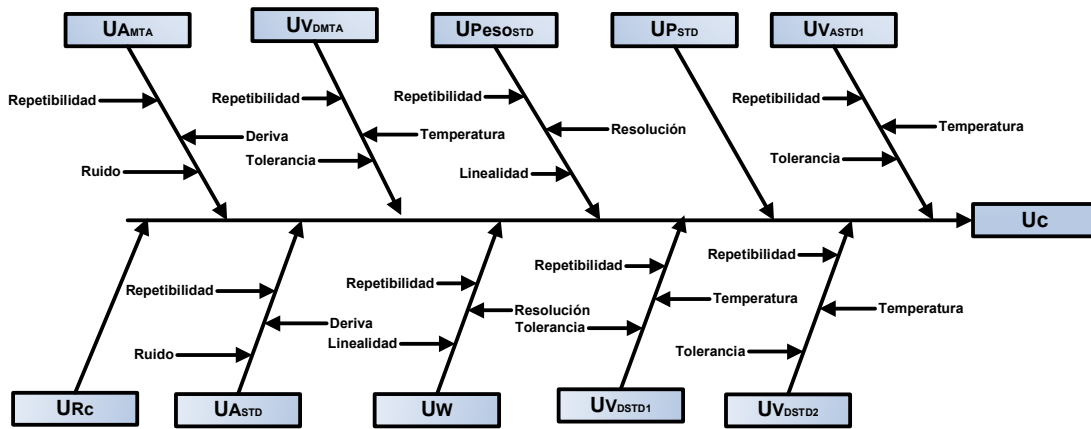 UAMTA
UVDMTA
UPesoSTD
UPSTD
UVASTD1
Repetibilidad
Deriva
Ruido
Repetibilidad
Temperatura
Tolerancia
Repetibilidad
Resolución
Linealidad
Repetibilidad
Temperatura
Tolerancia
Uc
Repetibilidad
Deriva
Ruido
Repetibilidad
Resolución
Linealidad
Repetibilidad
Temperatura
Tolerancia
Repetibilidad
Temperatura
Tolerancia
URc
UASTD
UW
UVDSTD1
UVDSTD2